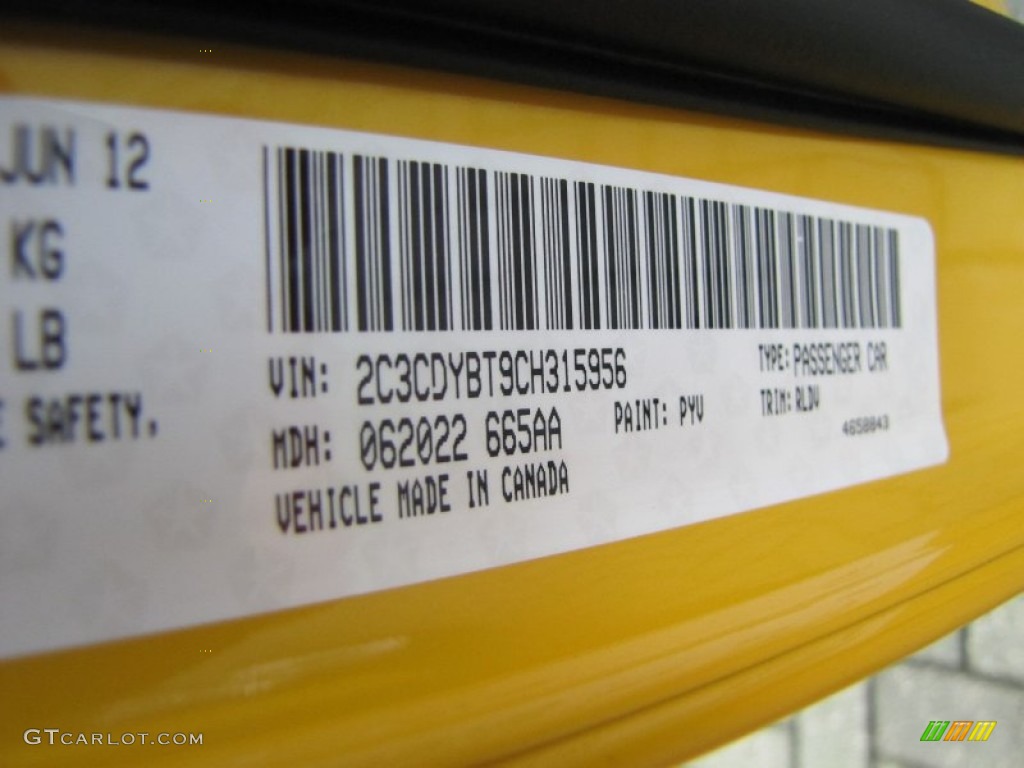 JUN 12
KG
LB
SAFETY.
VIN: 2C3CDYBT9CH315956
TYPE: PASSENGER CAR
MDH: 062022 665AA
PAINT: PYV
TRIM: RLDV
4658843
VEHICLE MADE IN CANADA
GTCARLOT.COM